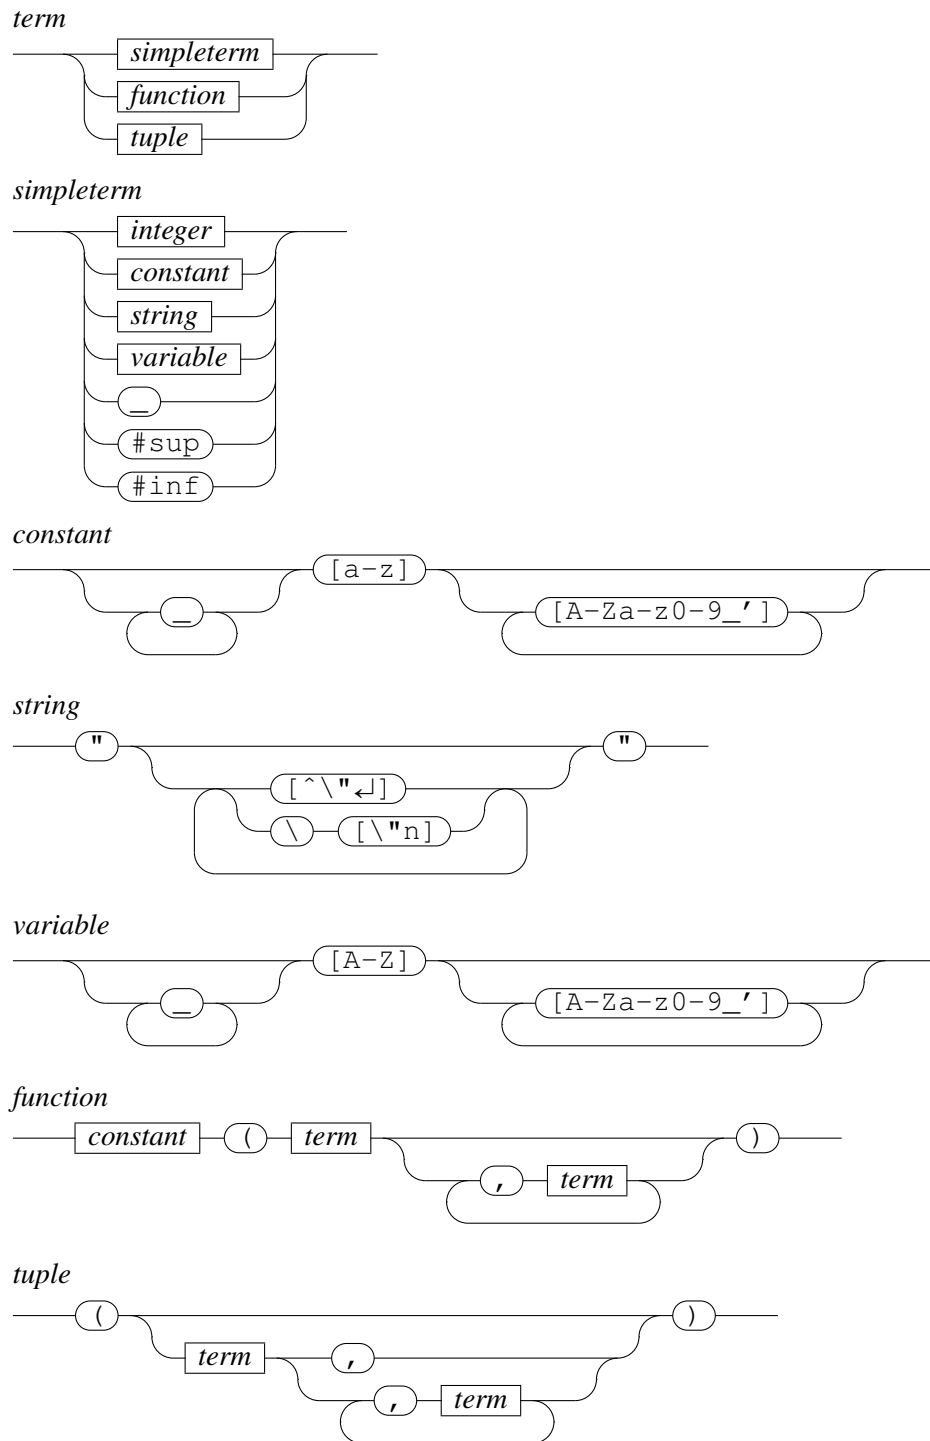 term
simpleterm
function
tuple
simpleterm
integer
constant
string
variable
_
#sup
#inf
constant
[a-z]
_ [A-Za-z0-9_']
string
" "
[^\"↵]
\ [\"n]
variable
[A-Z]
_ [A-Za-z0-9_']
function
constant ( term )
, term
tuple
( )
term ,
, term